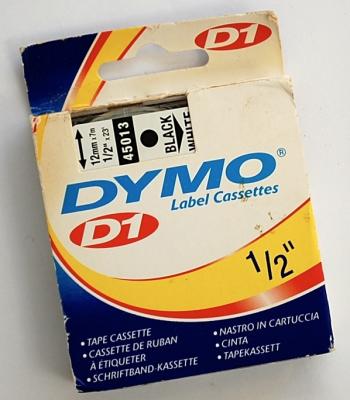 D1
12mm x 7m
1/2" x 23'
45013
BLACK
WHITE
DYMO®
Label Cassettes
D1
1/2"
• TAPE CASSETTE
• CASSETTE DE RUBAN
À ÉTIQUETER
• SCHRIFTBAND-KASSETTE
• NASTRO IN CARTUCCIA
• CINTA
• TAPEKASSETT